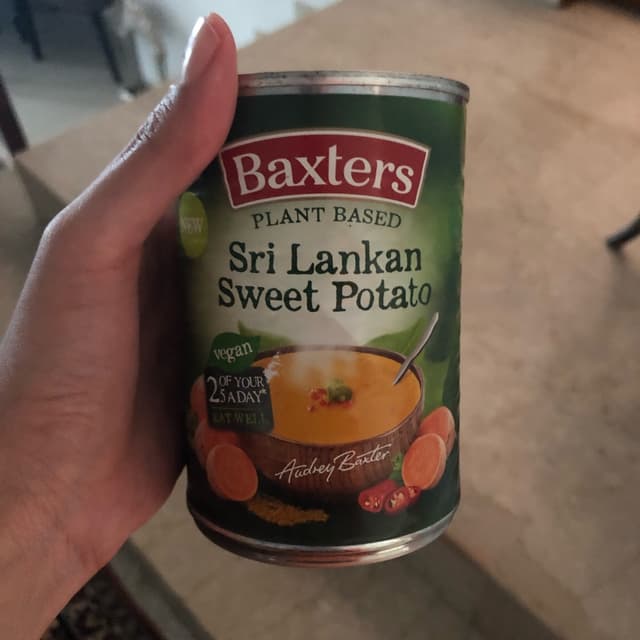 Baxters
PLANT BASED
NEW
Sri Lankan
Sweet Potato
vegan
2 OF YOUR
5 A DAY*
EAT WELL
Audrey Baxter